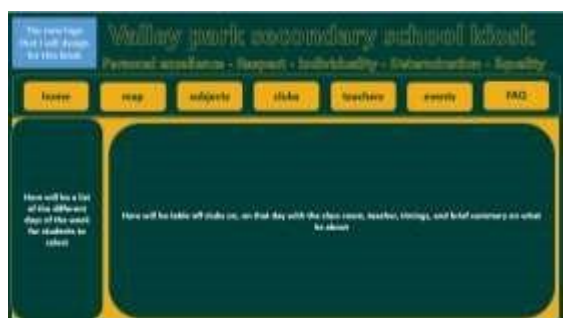 The new logo
that I will design
for this kiosk
Valley park secondary school kiosk
Personal excellence - Respect - Individuality - Determination - Equality
home
map
subjects
clubs
teachers
events
FAQ
Here will be a list
of the different
days of the week
for students to
select
Here will be table off clubs on, on that day with the class room, teacher, timings, and brief summary on what
be about